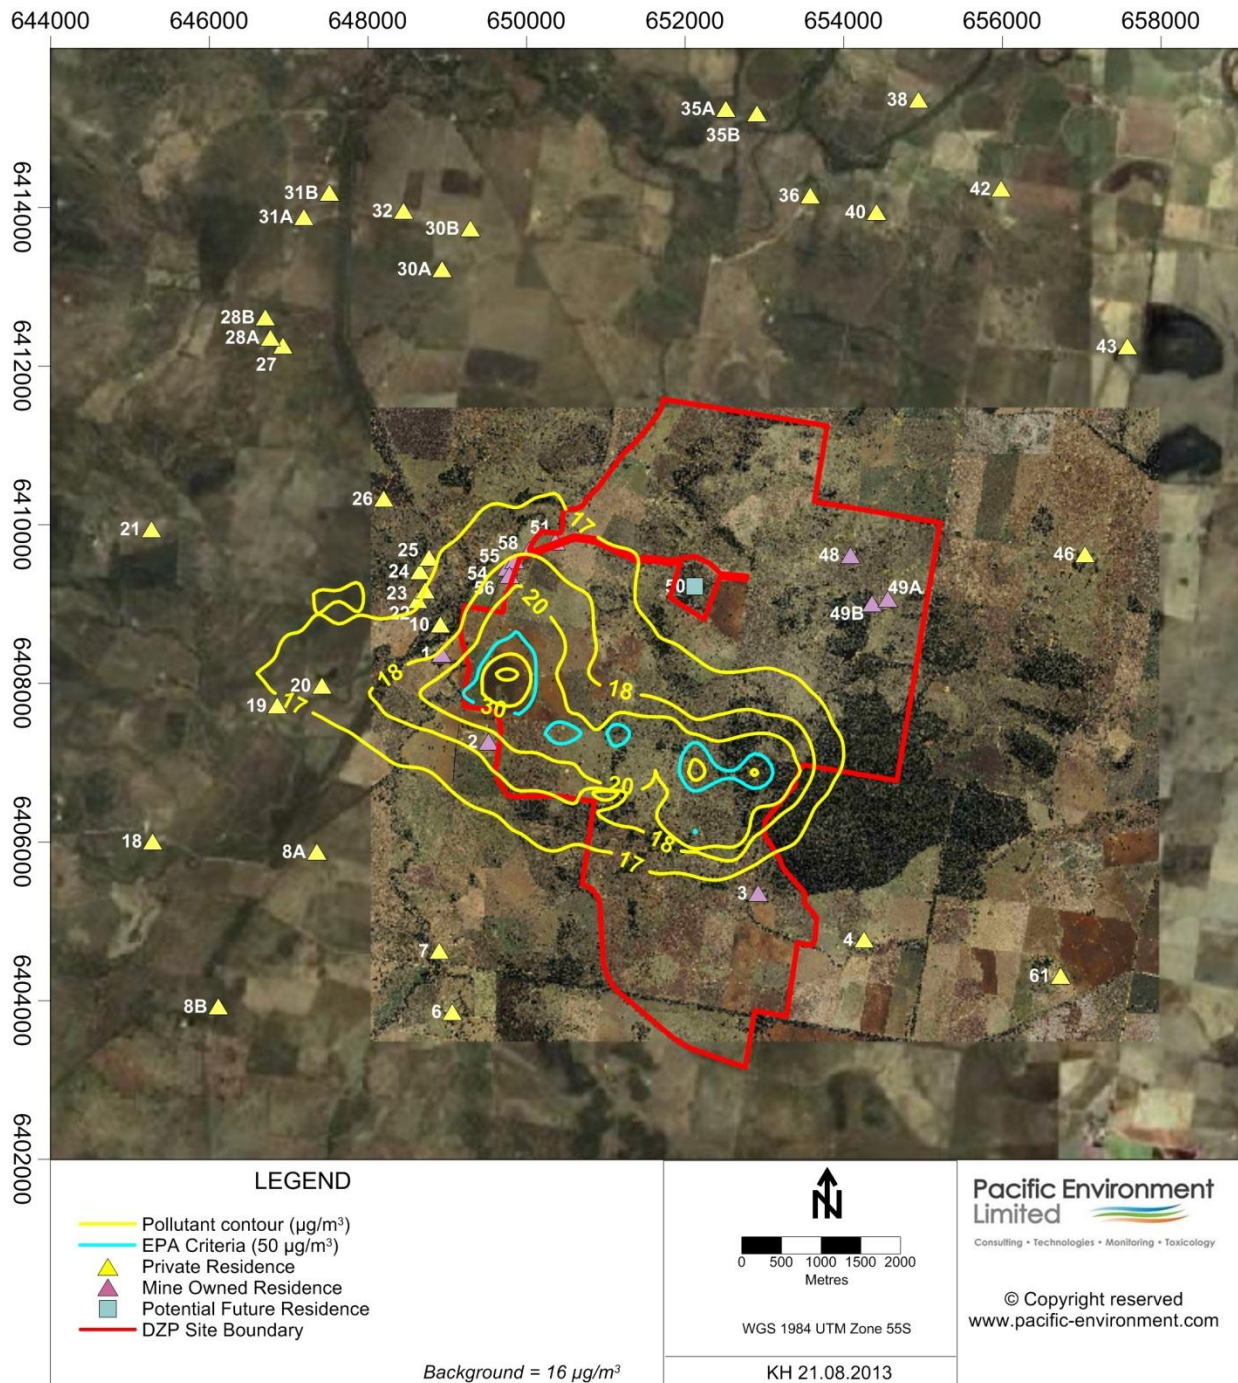 644000 646000 648000 650000 652000 654000 656000 658000
6414000
6412000
6410000
6408000
6406000
6404000
6402000
35A
35B
38
31B
31A
32
30B
30A
36
40
42
28B
28A
27
43
26
21
25
24
23
22
10
1
51
58
55
54
56
17
50
48
49A
49B
46
20
18
18
20
19
17
30
2
20
18
17
18
8A
3
4
7
61
8B
6
LEGEND
Pollutant contour (µg/m³)
EPA Criteria (50 µg/m³)
Private Residence
Mine Owned Residence
Potential Future Residence
DZP Site Boundary
Background = 16 µg/m³
N
0 500 1000 1500 2000
Metres
WGS 1984 UTM Zone 55S
KH 21.08.2013
Pacific Environment
Limited
Consulting • Technologies • Monitoring • Toxicology
© Copyright reserved
www.pacific-environment.com